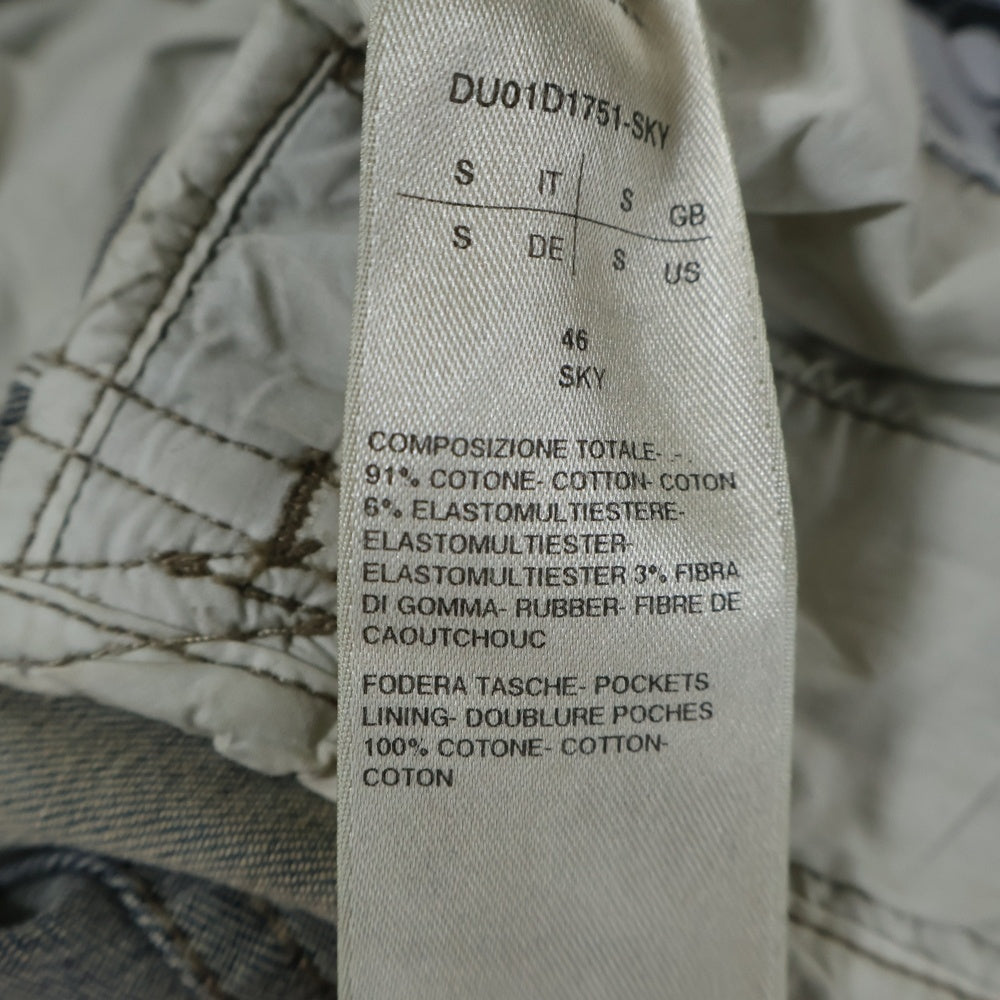 DU01D1751-SKY
S IT S GB
S DE S US
46
SKY
COMPOSIZIONE TOTALE- -
91% COTONE- COTTON- COTON
6% ELASTOMULTIESTERE-
ELASTOMULTIESTER-
ELASTOMULTIESTER 3% FIBRA
DI GOMMA- RUBBER- FIBRE DE
CAOUTCHOUC
FODERA TASCHE- POCKETS
LINING- DOUBLURE POCHES
100% COTONE- COTTON-
COTON